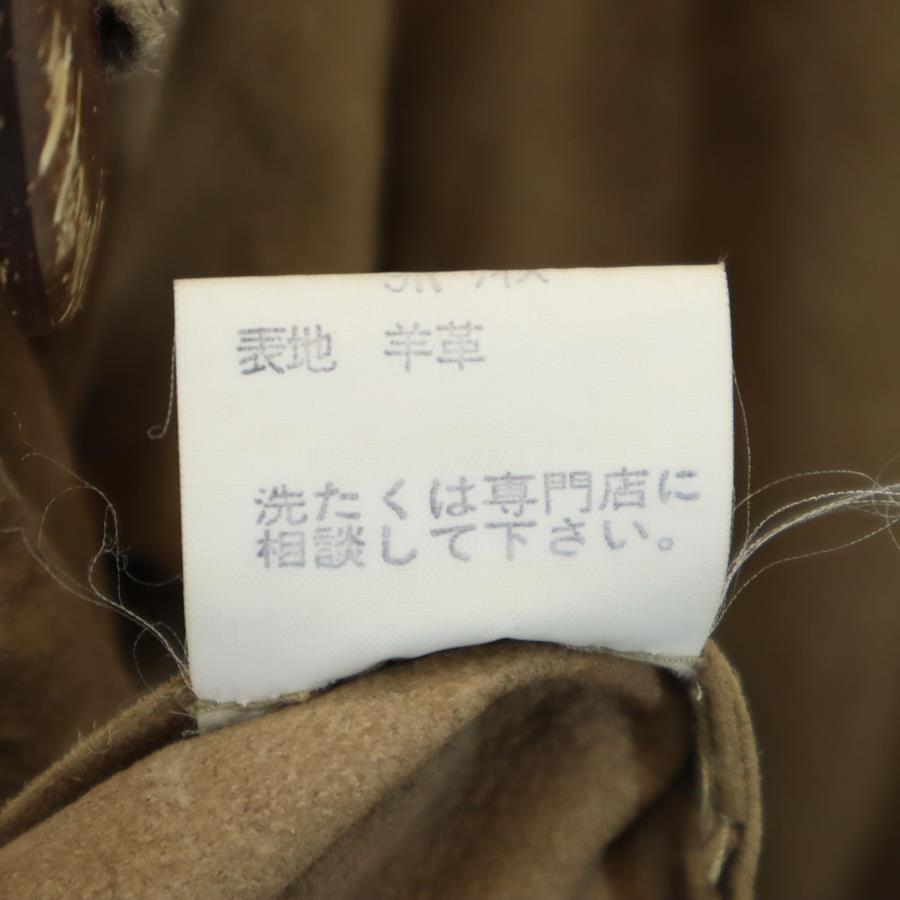 表地 羊革
洗たくは専門店に
相談して下さい。